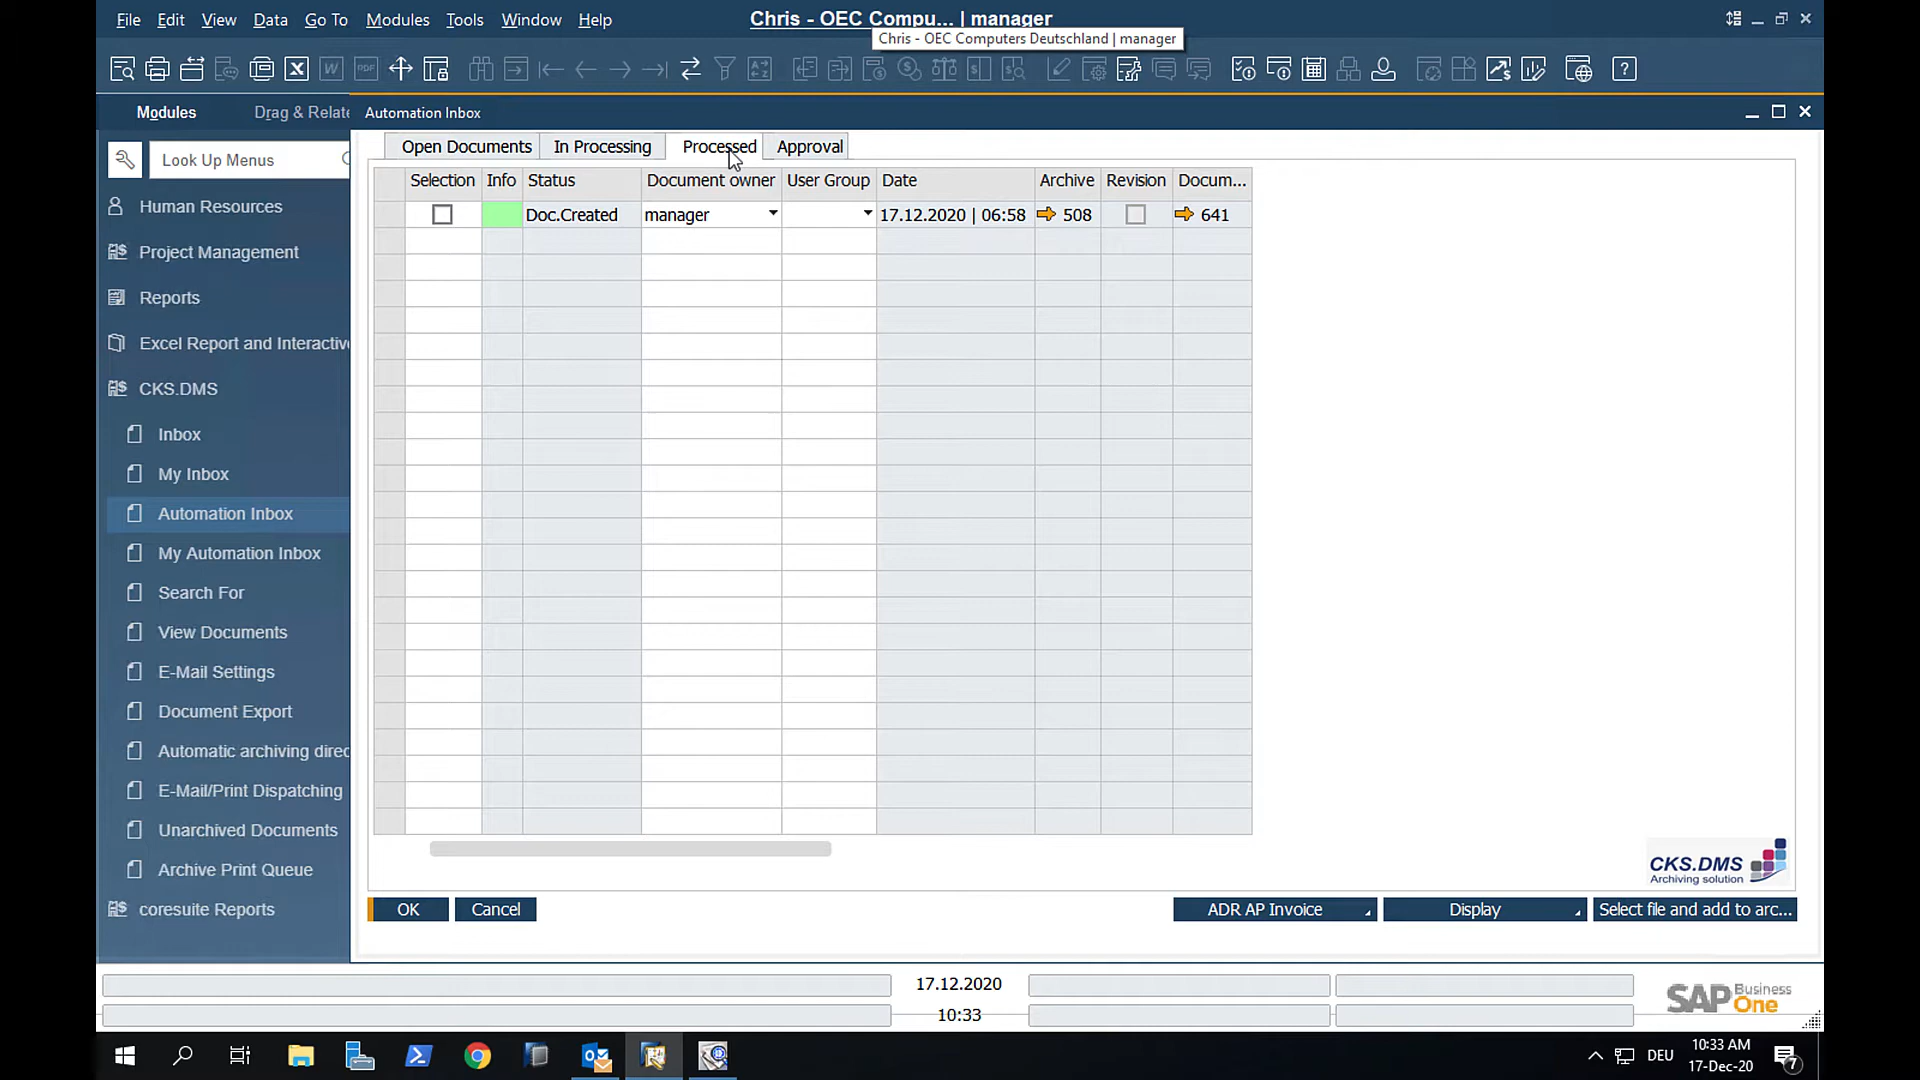 File Edit View Data Go To Modules Tools Window Help
Chris - OEC Compu... | manager
Chris - OEC Computers Deutschland | manager
Modules Drag & Relate
Automation Inbox
Look Up Menus
Open Documents In Processing Processed Approval
Selection Info Status Document owner User Group Date Archive Revision Docum...
Doc.Created manager 17.12.2020 | 06:58 508 641
Human Resources
Project Management
Reports
Excel Report and Interactive
CKS.DMS
Inbox
My Inbox
Automation Inbox
My Automation Inbox
Search For
View Documents
E-Mail Settings
Document Export
Automatic archiving direc
E-Mail/Print Dispatching
Unarchived Documents
Archive Print Queue
coresuite Reports
CKS.DMS
Archiving solution
OK Cancel ADR AP Invoice Display Select file and add to arc...
17.12.2020
10:33
SAP Business One
DEU
10:33 AM
17-Dec-20
7